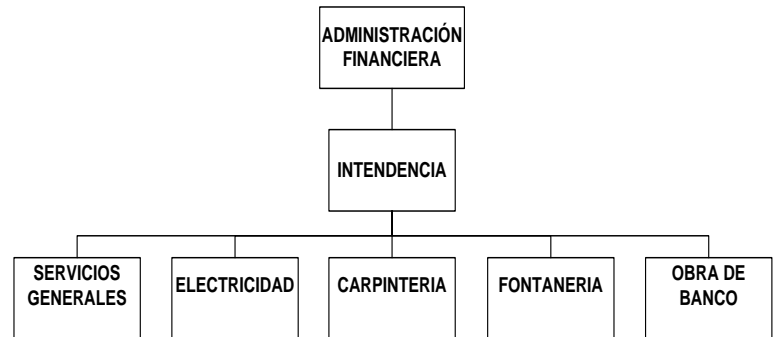 ADMINISTRACIÓN
FINANCIERA
INTENDENCIA
SERVICIOS
GENERALES
ELECTRICIDAD
CARPINTERIA
FONTANERIA
OBRA DE
BANCO